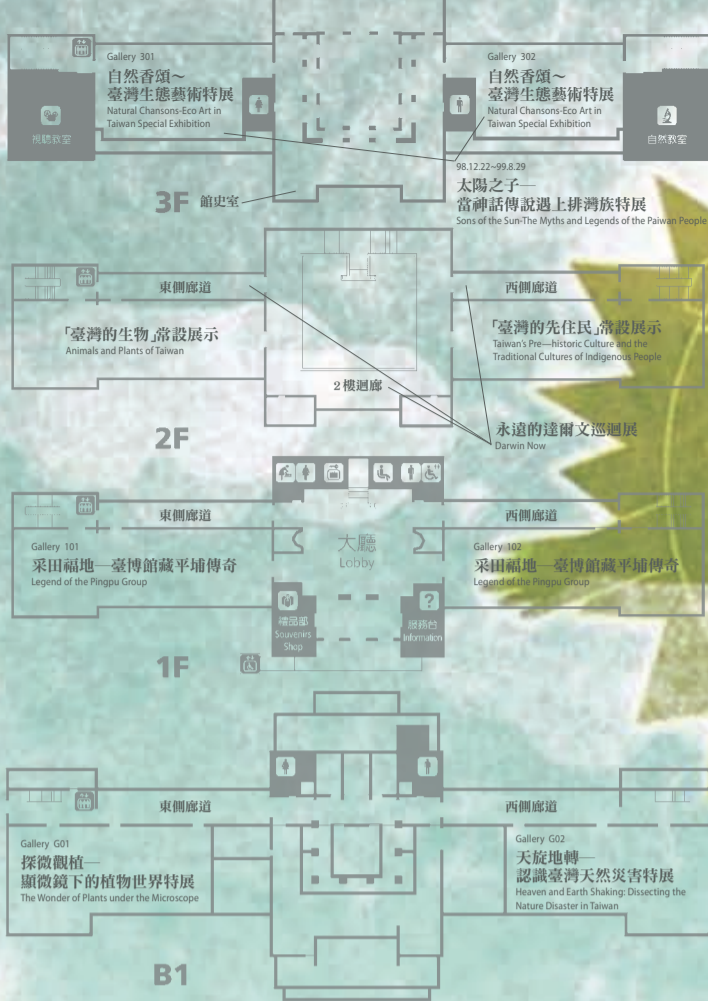 Gallery 301
自然香頌～
臺灣生態藝術特展
Natural Chansons-Eco Art in
Taiwan Special Exhibition
視聽教室
Gallery 302
自然香頌～
臺灣生態藝術特展
Natural Chansons-Eco Art in
Taiwan Special Exhibition
自然教室
98.12.22~99.8.29
太陽之子—
當神話傳說遇上排灣族特展
Sons of the Sun-The Myths and Legends of the Paiwan People
3F
館史室
東側廊道
西側廊道
「臺灣的生物」常設展示
Animals and Plants of Taiwan
「臺灣的先住民」常設展示
Taiwan's Pre—historic Culture and the
Traditional Cultures of Indigenous People
2樓迴廊
2F
永遠的達爾文巡迴展
Darwin Now
東側廊道
西側廊道
大廳
Lobby
Gallery 101
采田福地—臺博館藏平埔傳奇
Legend of the Pingpu Group
Gallery 102
采田福地—臺博館藏平埔傳奇
Legend of the Pingpu Group
禮品部
Souvenirs
Shop
?
服務台
Information
1F
東側廊道
西側廊道
Gallery G01
探微觀植—
顯微鏡下的植物世界特展
The Wonder of Plants under the Microscope
Gallery G02
天旋地轉—
認識臺灣天然災害特展
Heaven and Earth Shaking: Dissecting the
Nature Disaster in Taiwan
B1